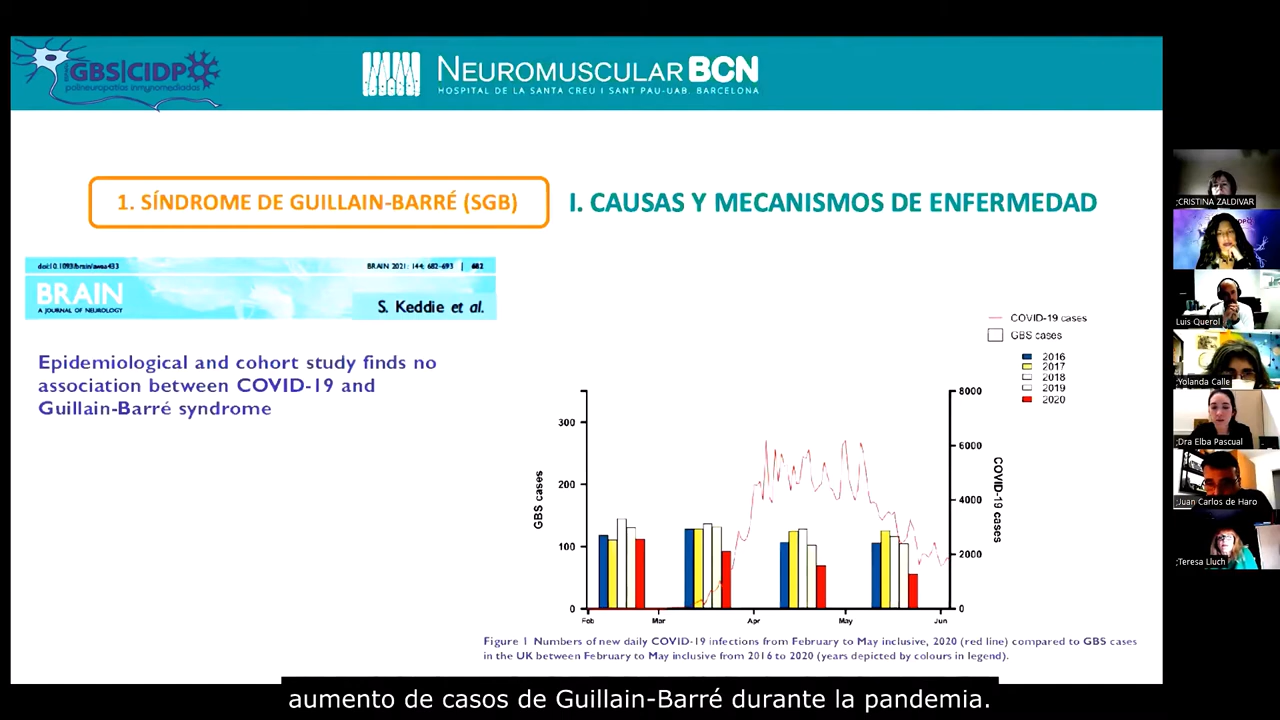 GBS|CIDP
polineuropatías inmunomediadas
NEUROMUSCULARBCN
HOSPITAL DE LA SANTA CREU I SANT PAU-UAB. BARCELONA
1. SÍNDROME DE GUILLAIN-BARRÉ (SGB)
I. CAUSAS Y MECANISMOS DE ENFERMEDAD
doi:10.1093/brain/awaa433
BRAIN 2021: 144; 682–693 | 682
BRAIN
A JOURNAL OF NEUROLOGY
S. Keddie et al.
Epidemiological and cohort study finds no
association between COVID-19 and
Guillain-Barré syndrome
COVID-19 cases
GBS cases
2016
2017
2018
2019
2020
300
200
100
0
GBS cases
8000
6000
4000
2000
0
COVID-19 cases
Feb
Mar
Apr
May
Jun
Figure 1 Numbers of new daily COVID-19 infections from February to May inclusive, 2020 (red line) compared to GBS cases
in the UK between February to May inclusive from 2016 to 2020 (years depicted by colours in legend).
CRISTINA ZALDIVAR
Luis Querol
Yolanda Calle
Dra Elba Pascual
Juan Carlos de Haro
Teresa Lluch
aumento de casos de Guillain-Barré durante la pandemia.